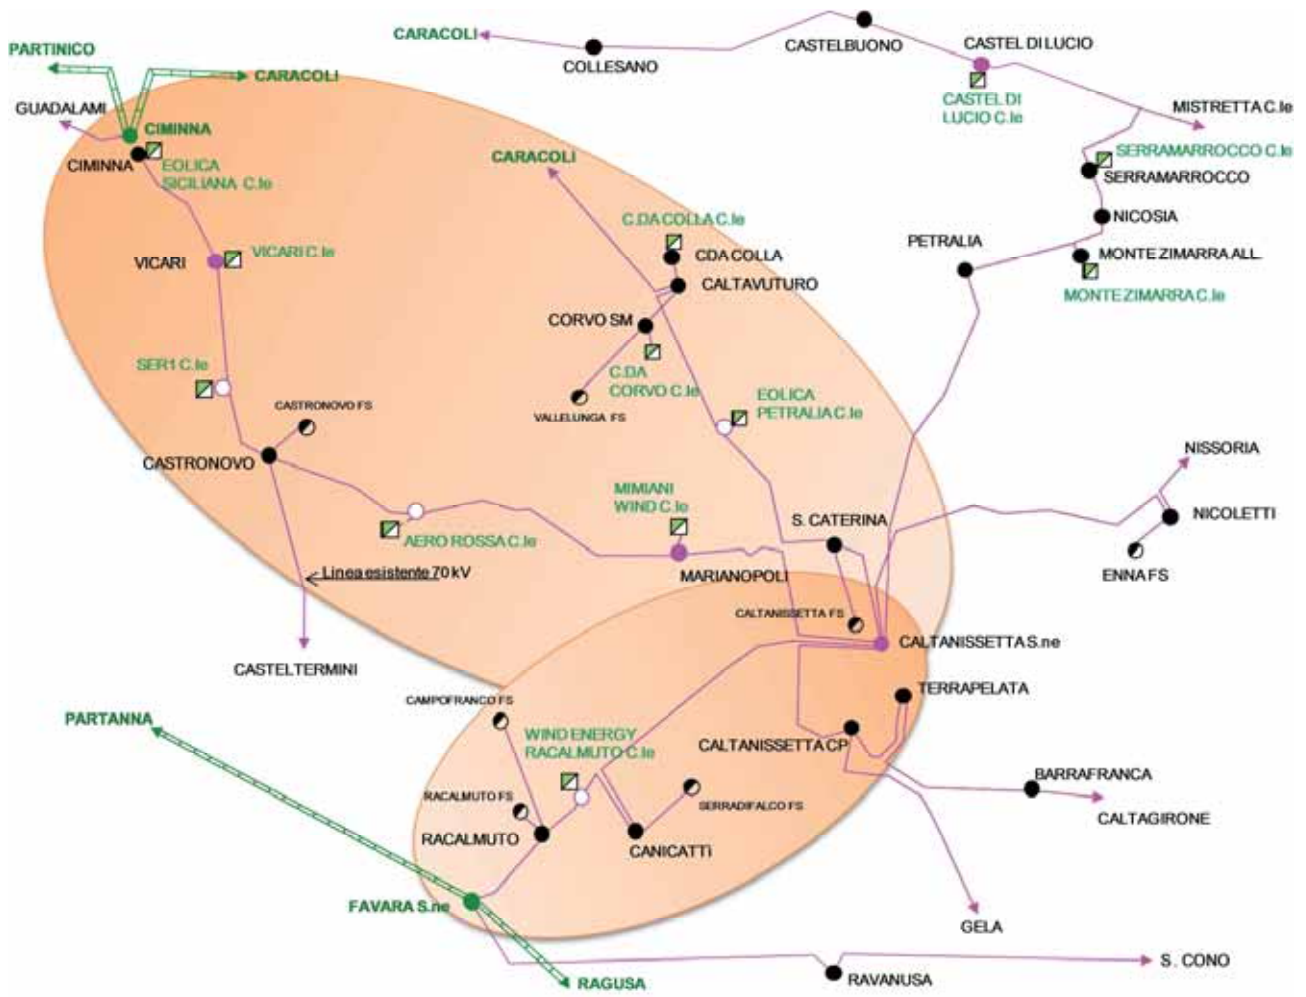 CARACOLI
COLLESANO
CASTELBUONO
CASTEL DI LUCIO
CASTEL DI
LUCIO C.le
MISTRETTA C.le
PARTINICO
CARACOLI
GUADALAMI
CIMINNA
CIMINNA
EOLICA
SICILIANA C.le
CARACOLI
SERRAMARROCCO C.le
SERRAMARROCCO
NICOSIA
C.DA COLLA C.le
CDA COLLA
CALTAVUTURO
PETRALIA
MONTE ZIMARRA ALL.
MONTE ZIMARRA C.le
VICARI
VICARI C.le
CORVO SM
C.DA
CORVO C.le
VALLELUNGA FS
SER1 C.le
CASTRONOVO FS
CASTRONOVO
EOLICA
PETRALIA C.le
NISSORIA
NICOLETTI
ENNA FS
MIMIANI
WIND C.le
S. CATERINA
AERO ROSSA C.le
MARIANOPOLI
Linea esistente 70 kV
CALTANISSETTA FS
CALTANISSETTA S.ne
CASTELTERMINI
TERRAPELATA
CAMPOFRANCO FS
PARTANNA
WIND ENERGY
RACALMUTO C.le
CALTANISSETTA CP
BARRAFRANCA
CALTAGIRONE
RACALMUTO FS
SERRADIFALCO FS
RACALMUTO
CANICATTì
FAVARA S.ne
GELA
RAGUSA
RAVANUSA
S. CONO